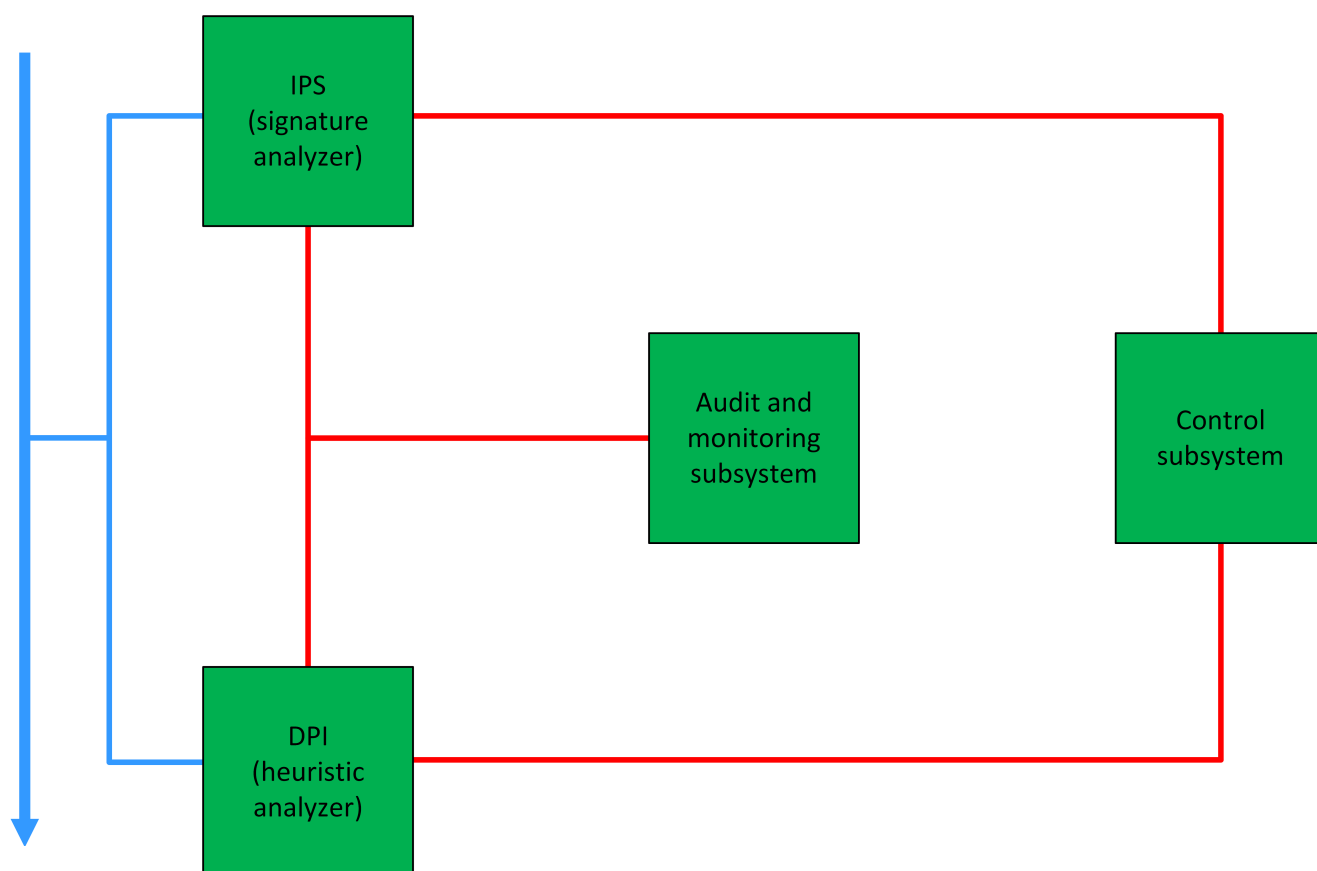 IPS
(signature
analyzer)
Audit and
monitoring
subsystem
Control
subsystem
DPI
(heuristic
analyzer)